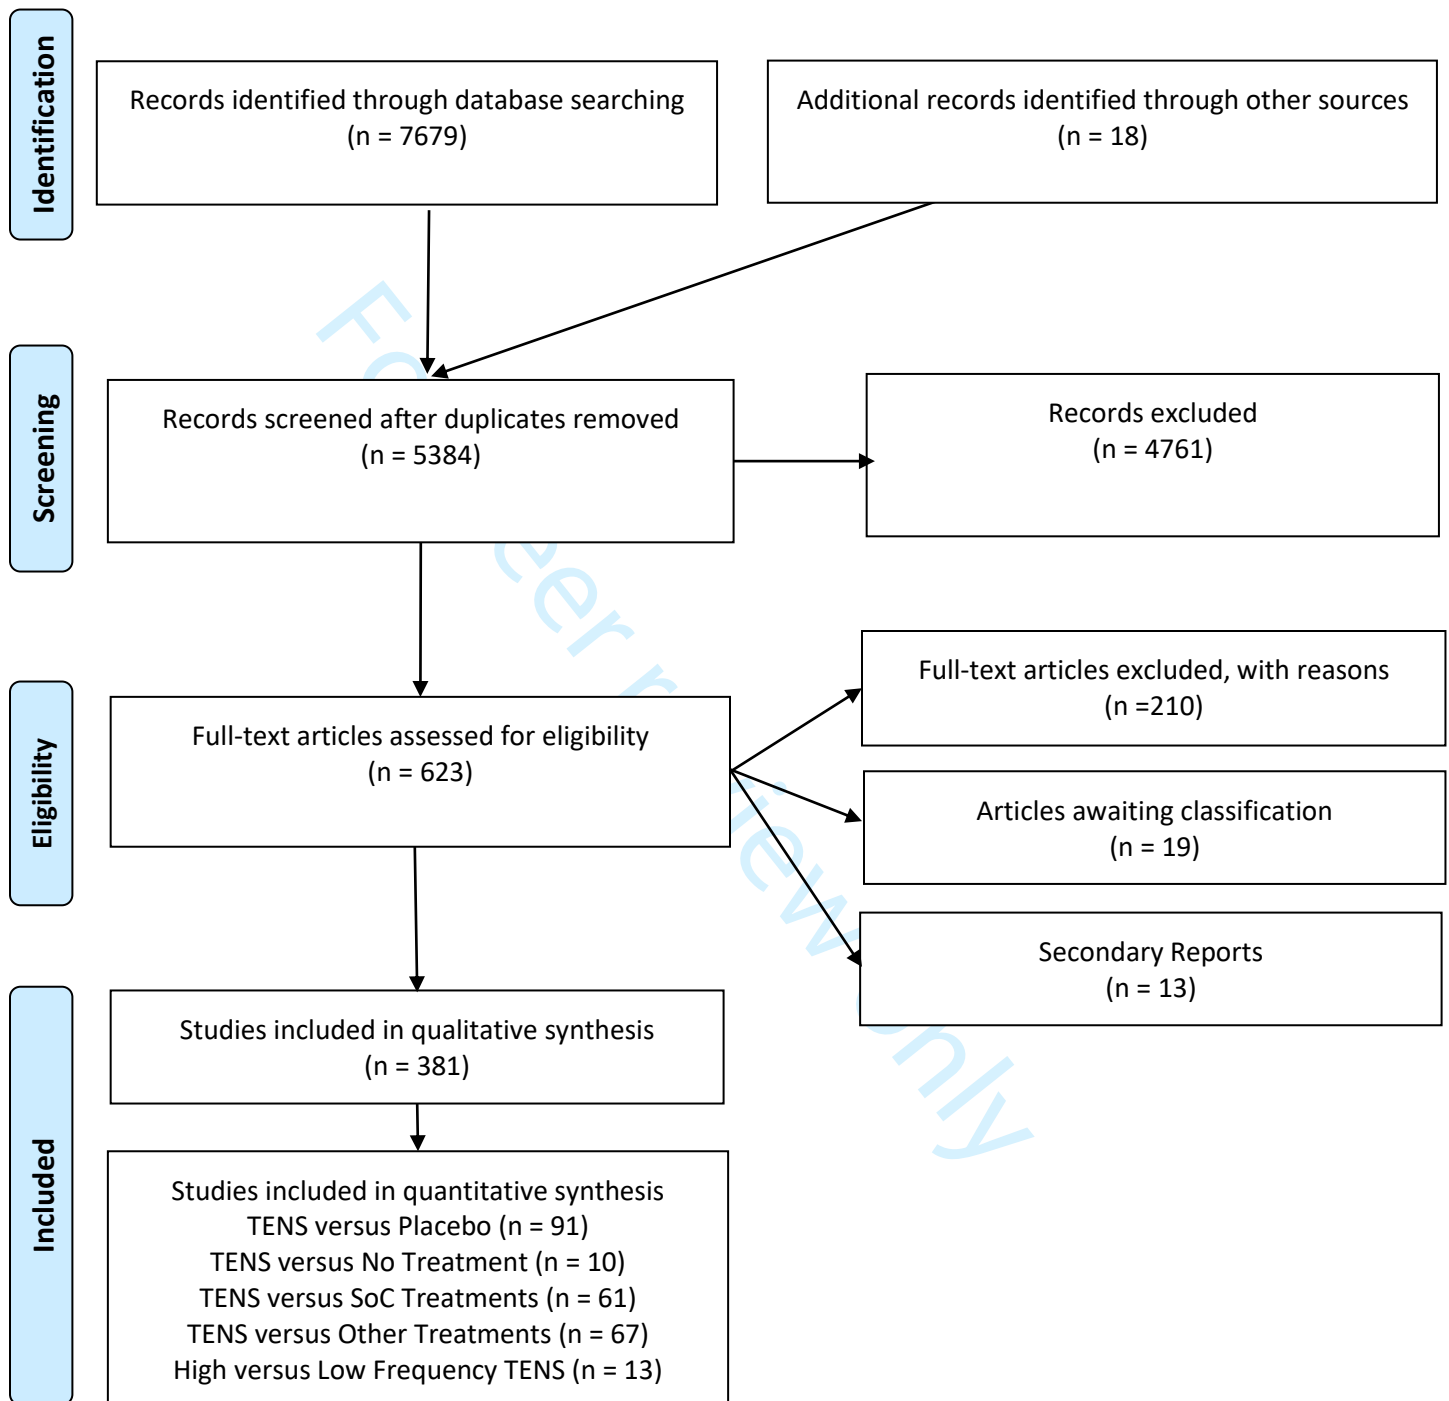 Identification
Records identified through database searching
(n = 7679)
Additional records identified through other sources
(n = 18)
Screening
Records screened after duplicates removed
(n = 5384)
Records excluded
(n = 4761)
Eligibility
Full-text articles assessed for eligibility
(n = 623)
Full-text articles excluded, with reasons
(n =210)
Articles awaiting classification
(n = 19)
Secondary Reports
(n = 13)
Included
Studies included in qualitative synthesis
(n = 381)
Studies included in quantitative synthesis
TENS versus Placebo (n = 91)
TENS versus No Treatment (n = 10)
TENS versus SoC Treatments (n = 61)
TENS versus Other Treatments (n = 67)
High versus Low Frequency TENS (n = 13)
only